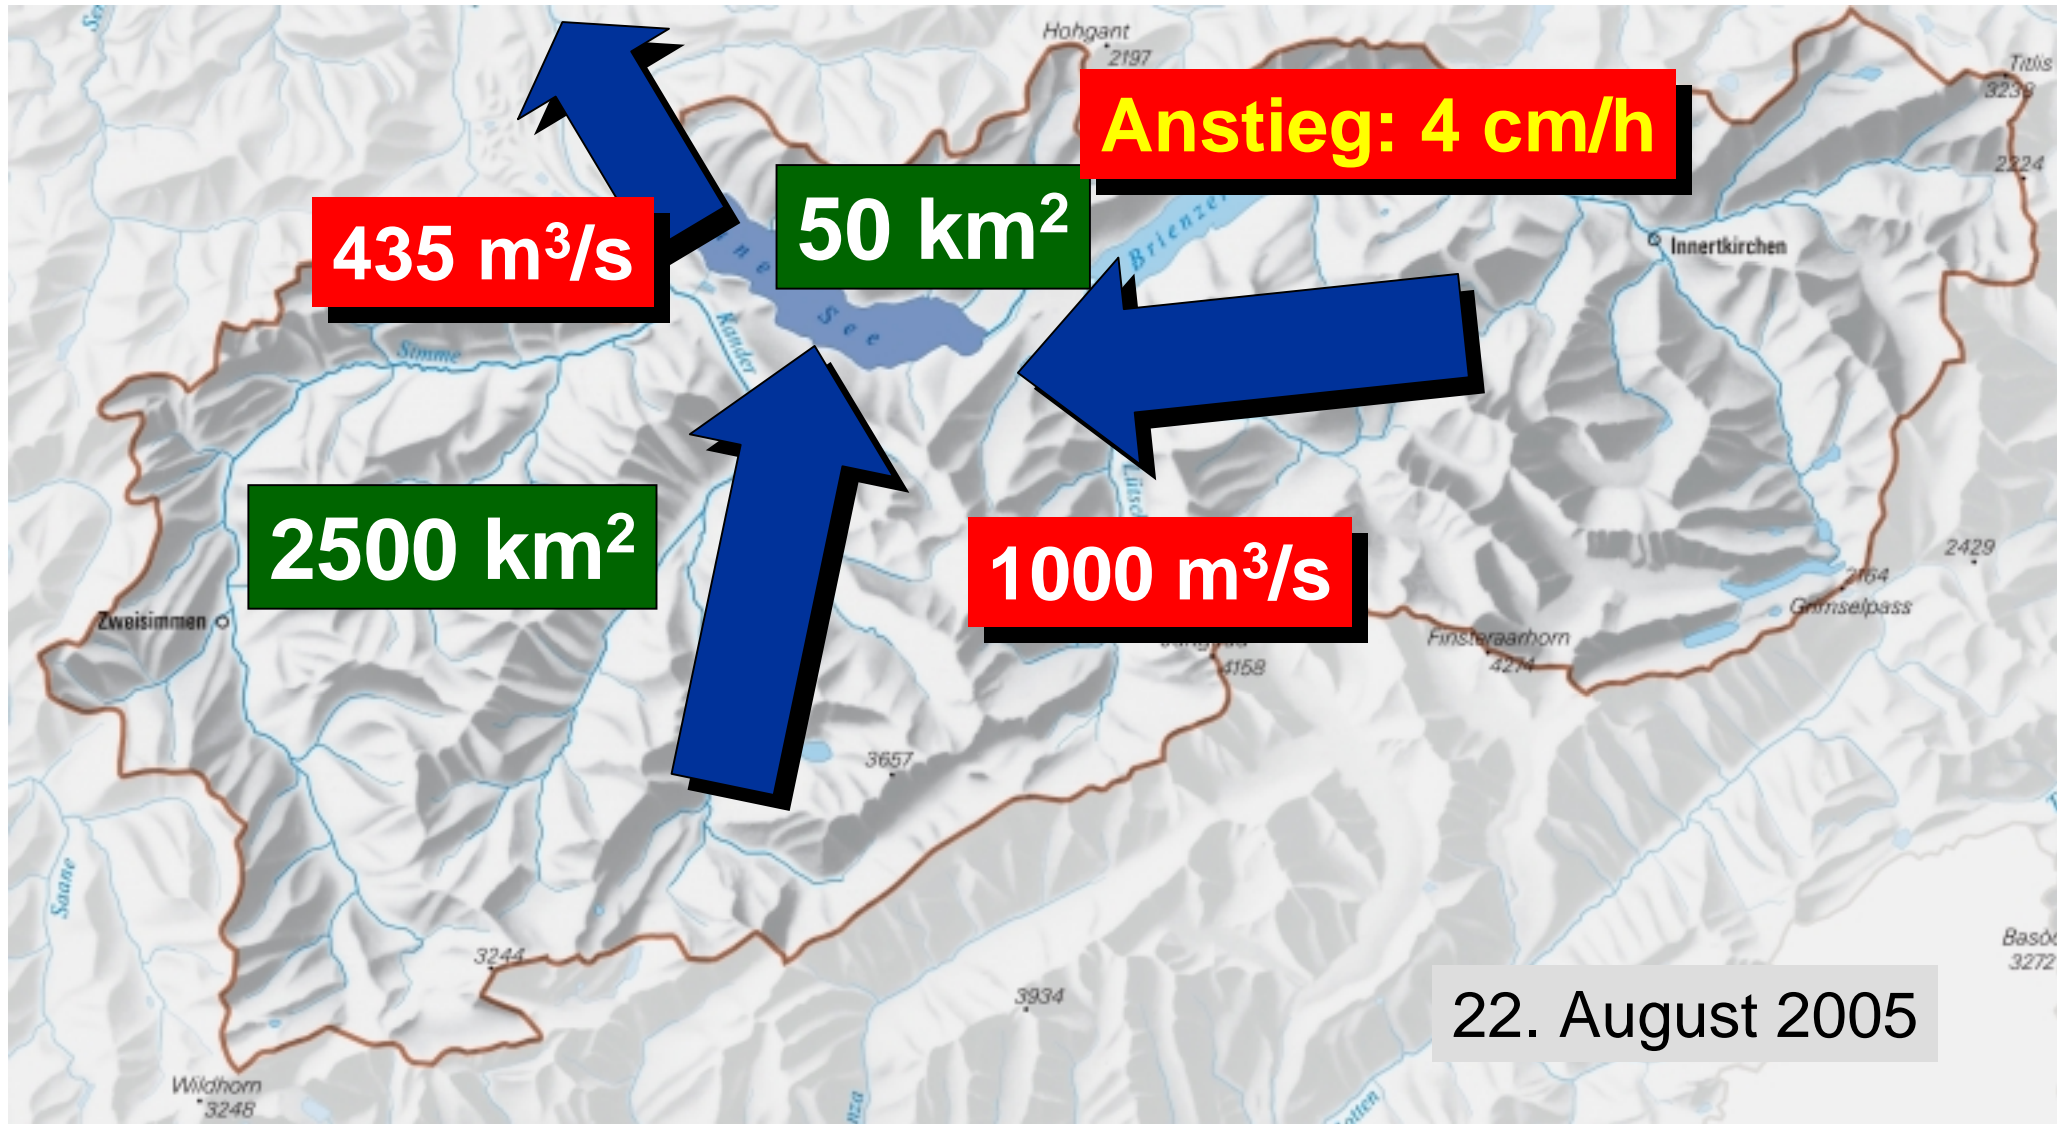 Hohgant
2197
Titlis
3238
Anstieg: 4 cm/h
2224
50 km²
435 m³/s
Brienzer
Innertkirchen
See
Kander
Simme
2500 km²
1000 m³/s
2429
2164
Grimselpass
Zweisimmen
Finsteraarhorn
4274
4158
3657
Saane
3244
3934
3272
22. August 2005
Wildhorn
3248